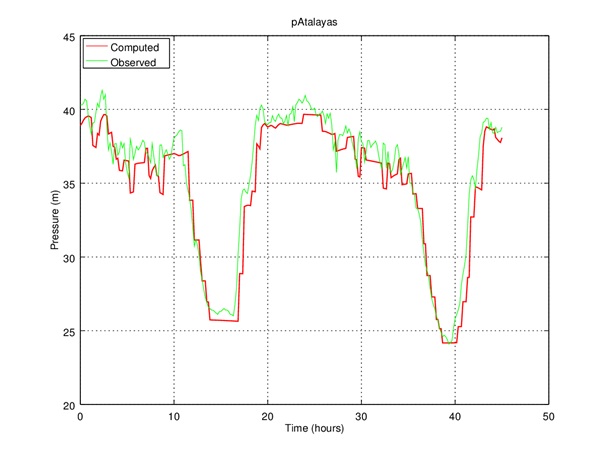 pAtalayas
45
Computed
Observed
40
35
30
25
20
Pressure (m)
0 10 20 30 40 50
Time (hours)